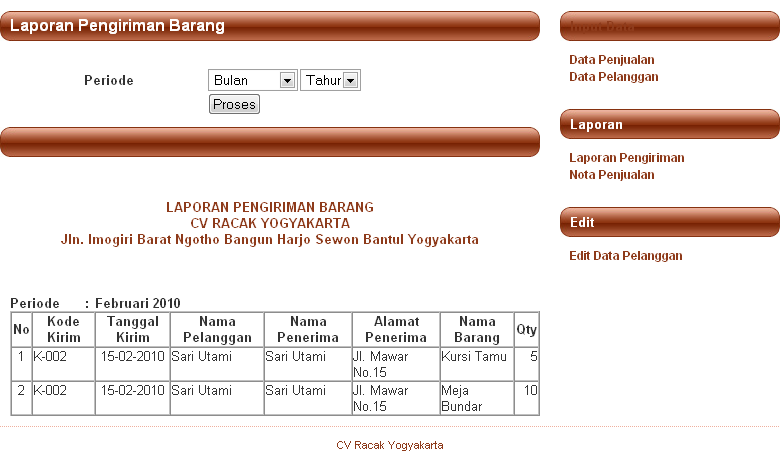 Laporan Pengiriman Barang
Periode Bulan Tahur
Proses
LAPORAN PENGIRIMAN BARANG
CV RACAK YOGYAKARTA
Jln. Imogiri Barat Ngotho Bangun Harjo Sewon Bantul Yogyakarta
Periode : Februari 2010
No Kode Kirim Tanggal Kirim Nama Pelanggan Nama Penerima Alamat Penerima Nama Barang Qty
1 K-002 15-02-2010 Sari Utami Sari Utami Jl. Mawar No.15 Kursi Tamu 5
2 K-002 15-02-2010 Sari Utami Sari Utami Jl. Mawar No.15 Meja Bundar 10
Input Data
Data Penjualan
Data Pelanggan
Laporan
Laporan Pengiriman
Nota Penjualan
Edit
Edit Data Pelanggan
CV Racak Yogyakarta